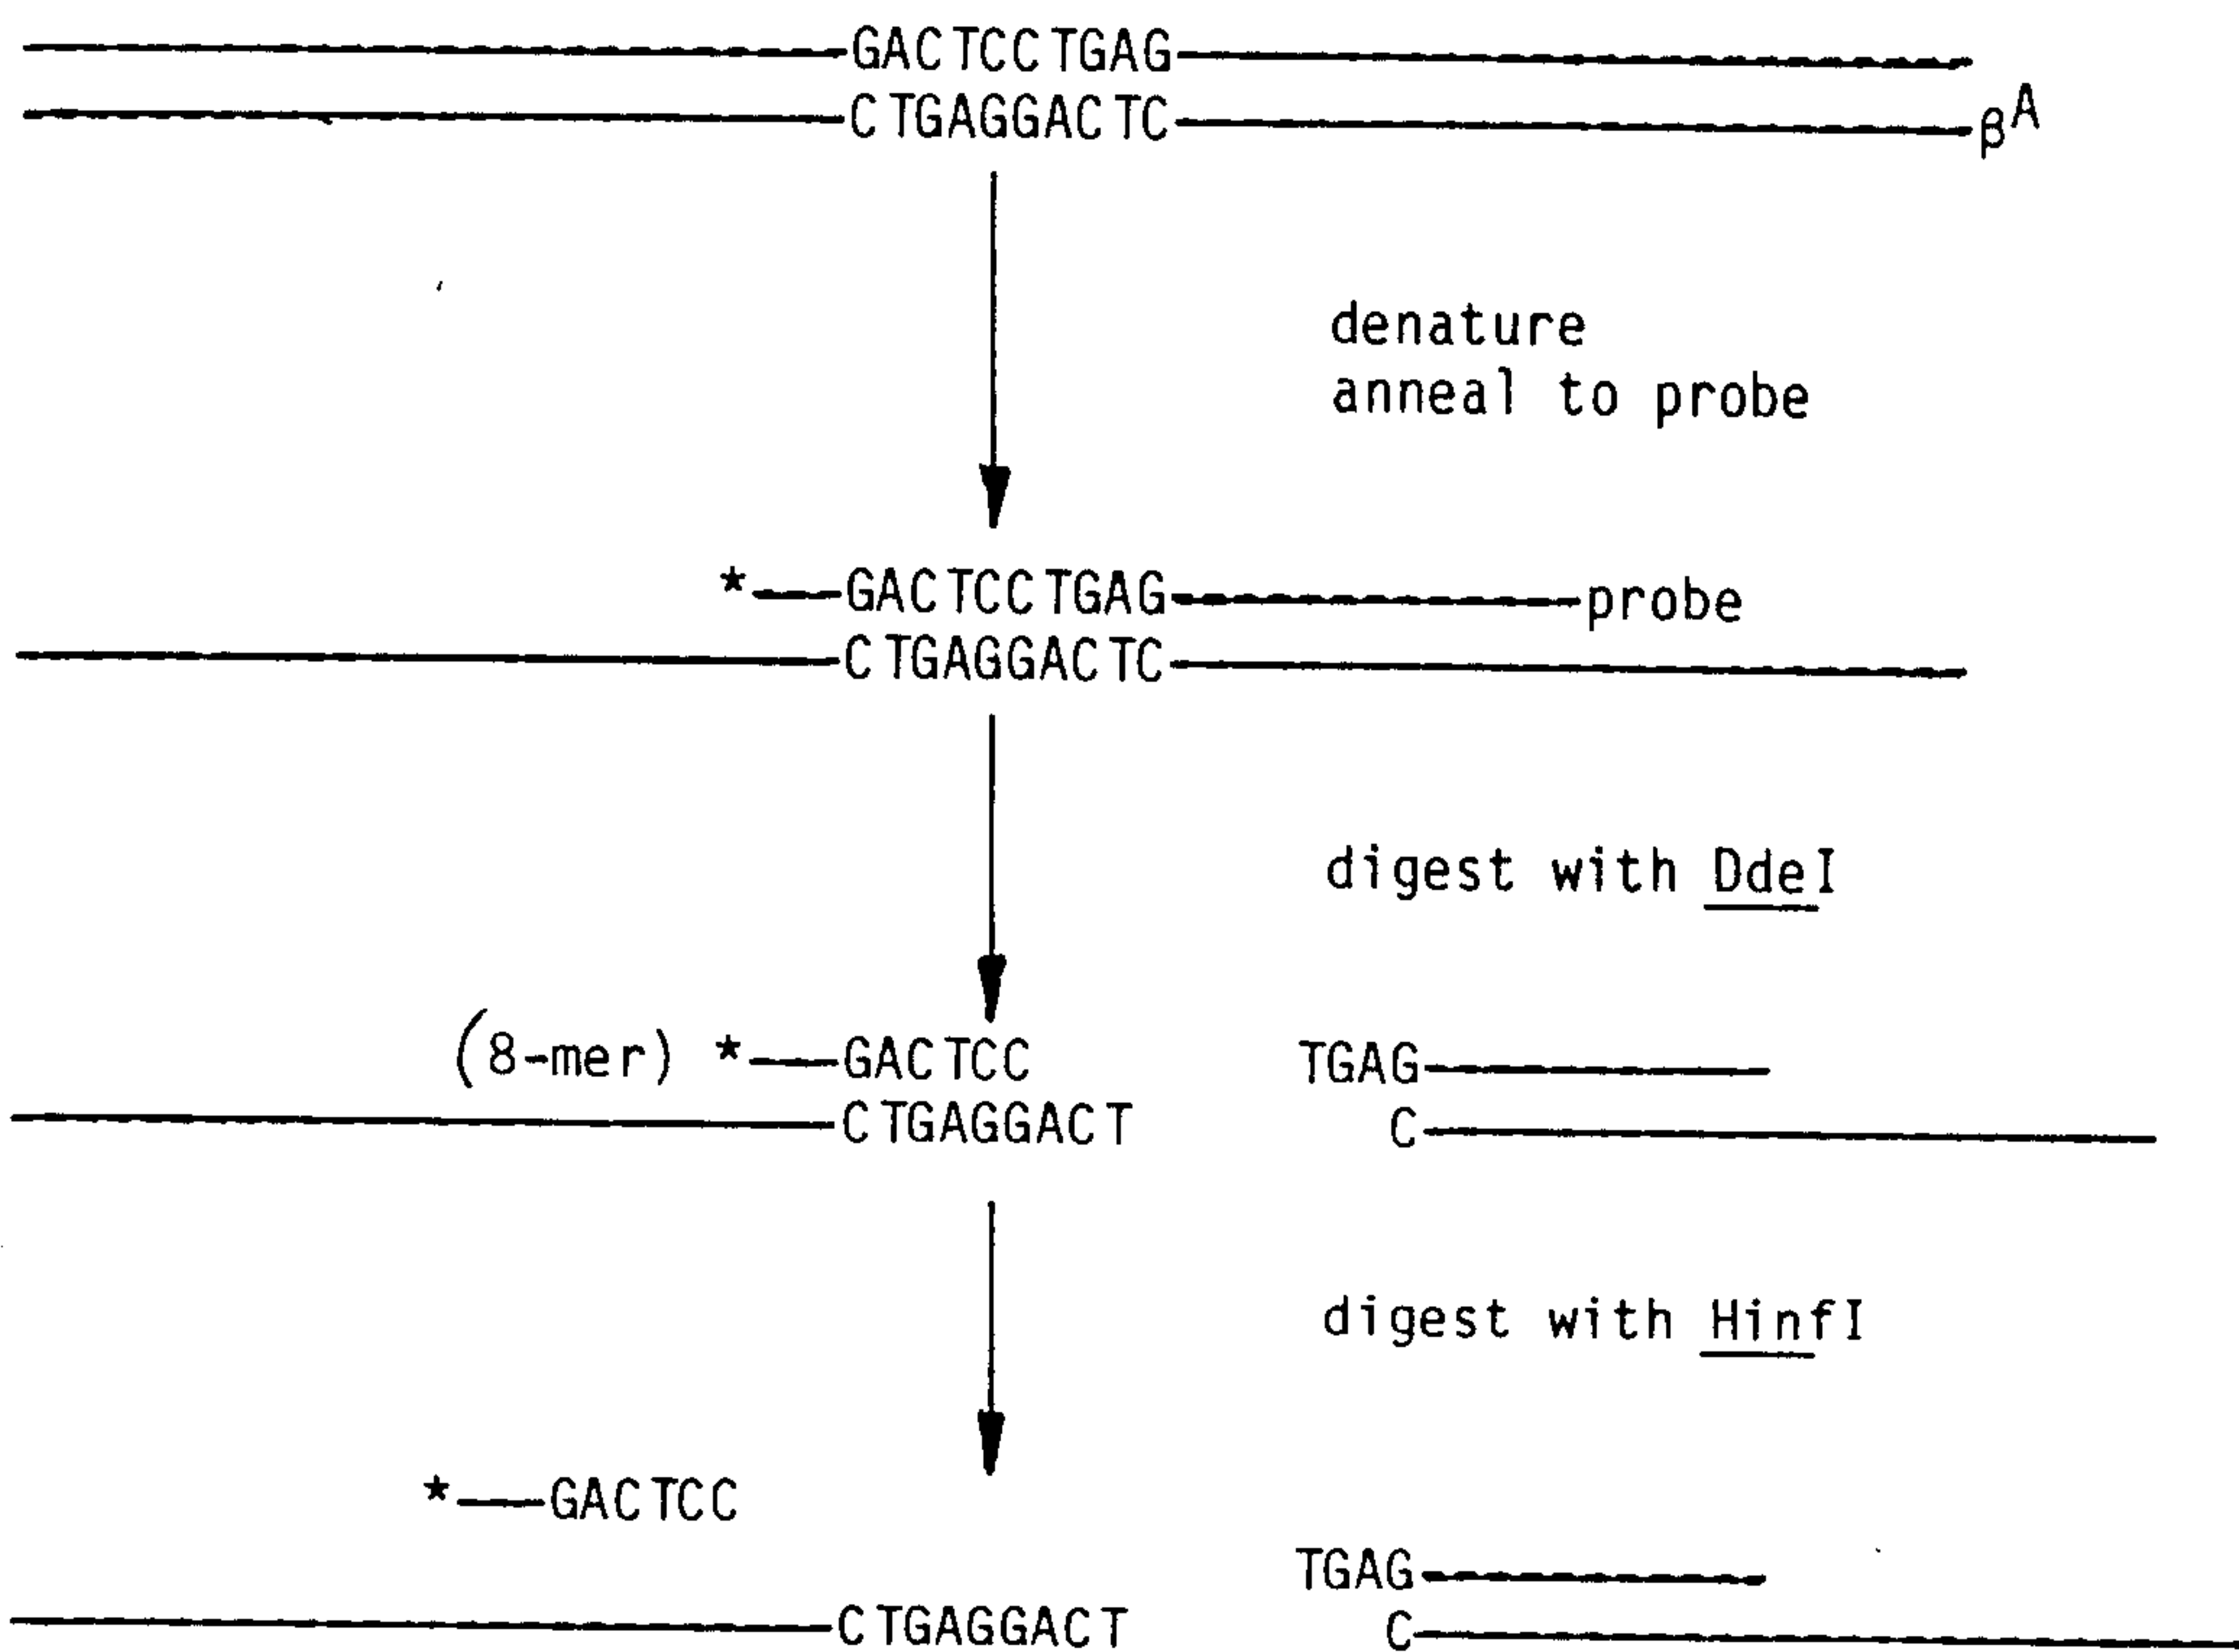 GACTCCTGAG
CTGAGGACTC βA
denature
anneal to probe
*—GACTCCTGAG—probe
CTGAGGACTC
digest with DdeI
(8-mer) *—GACTCC TGAG
CTGAGGACT C
digest with HinfI
*—GACTCC
TGAG
CTGAGGACT C